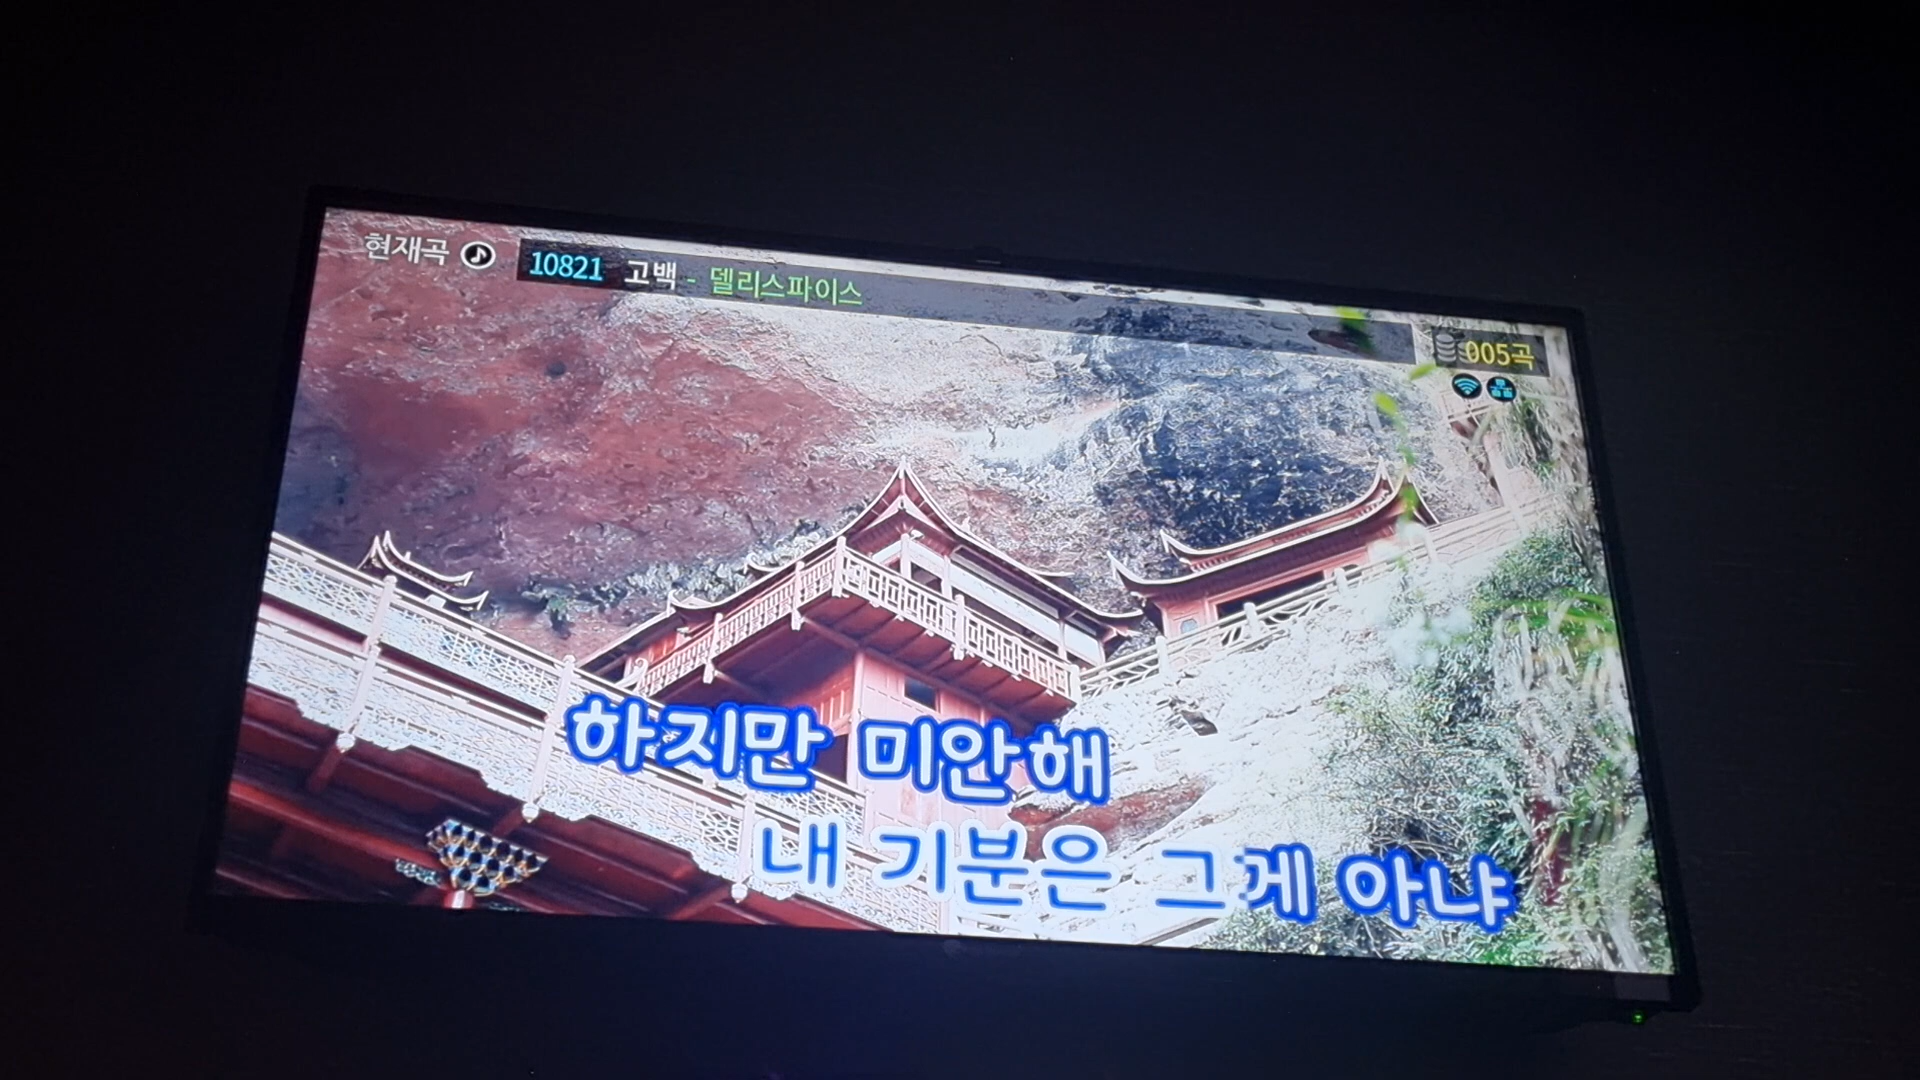 현재곡 10821 고백 - 델리스파이스
005곡
하지만 미안해
내 기분은 그게 아냐